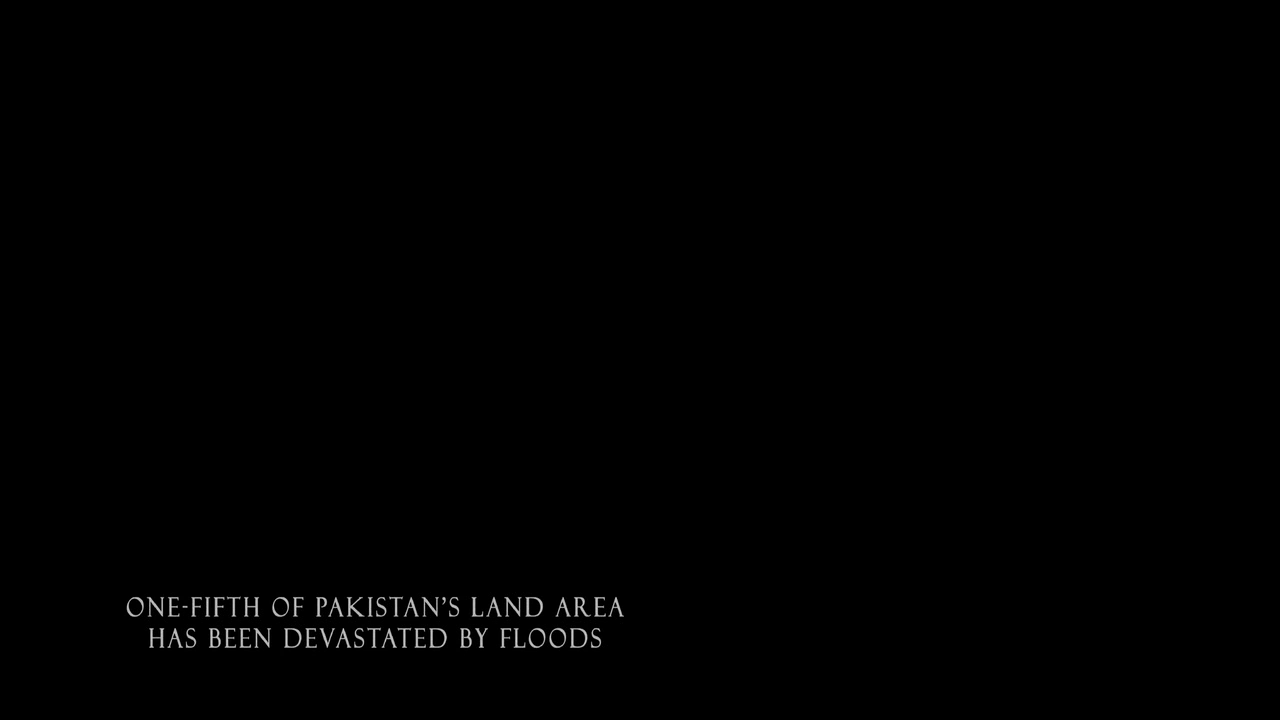 ONE-FIFTH OF PAKISTAN'S LAND AREA
HAS BEEN DEVASTATED BY FLOODS